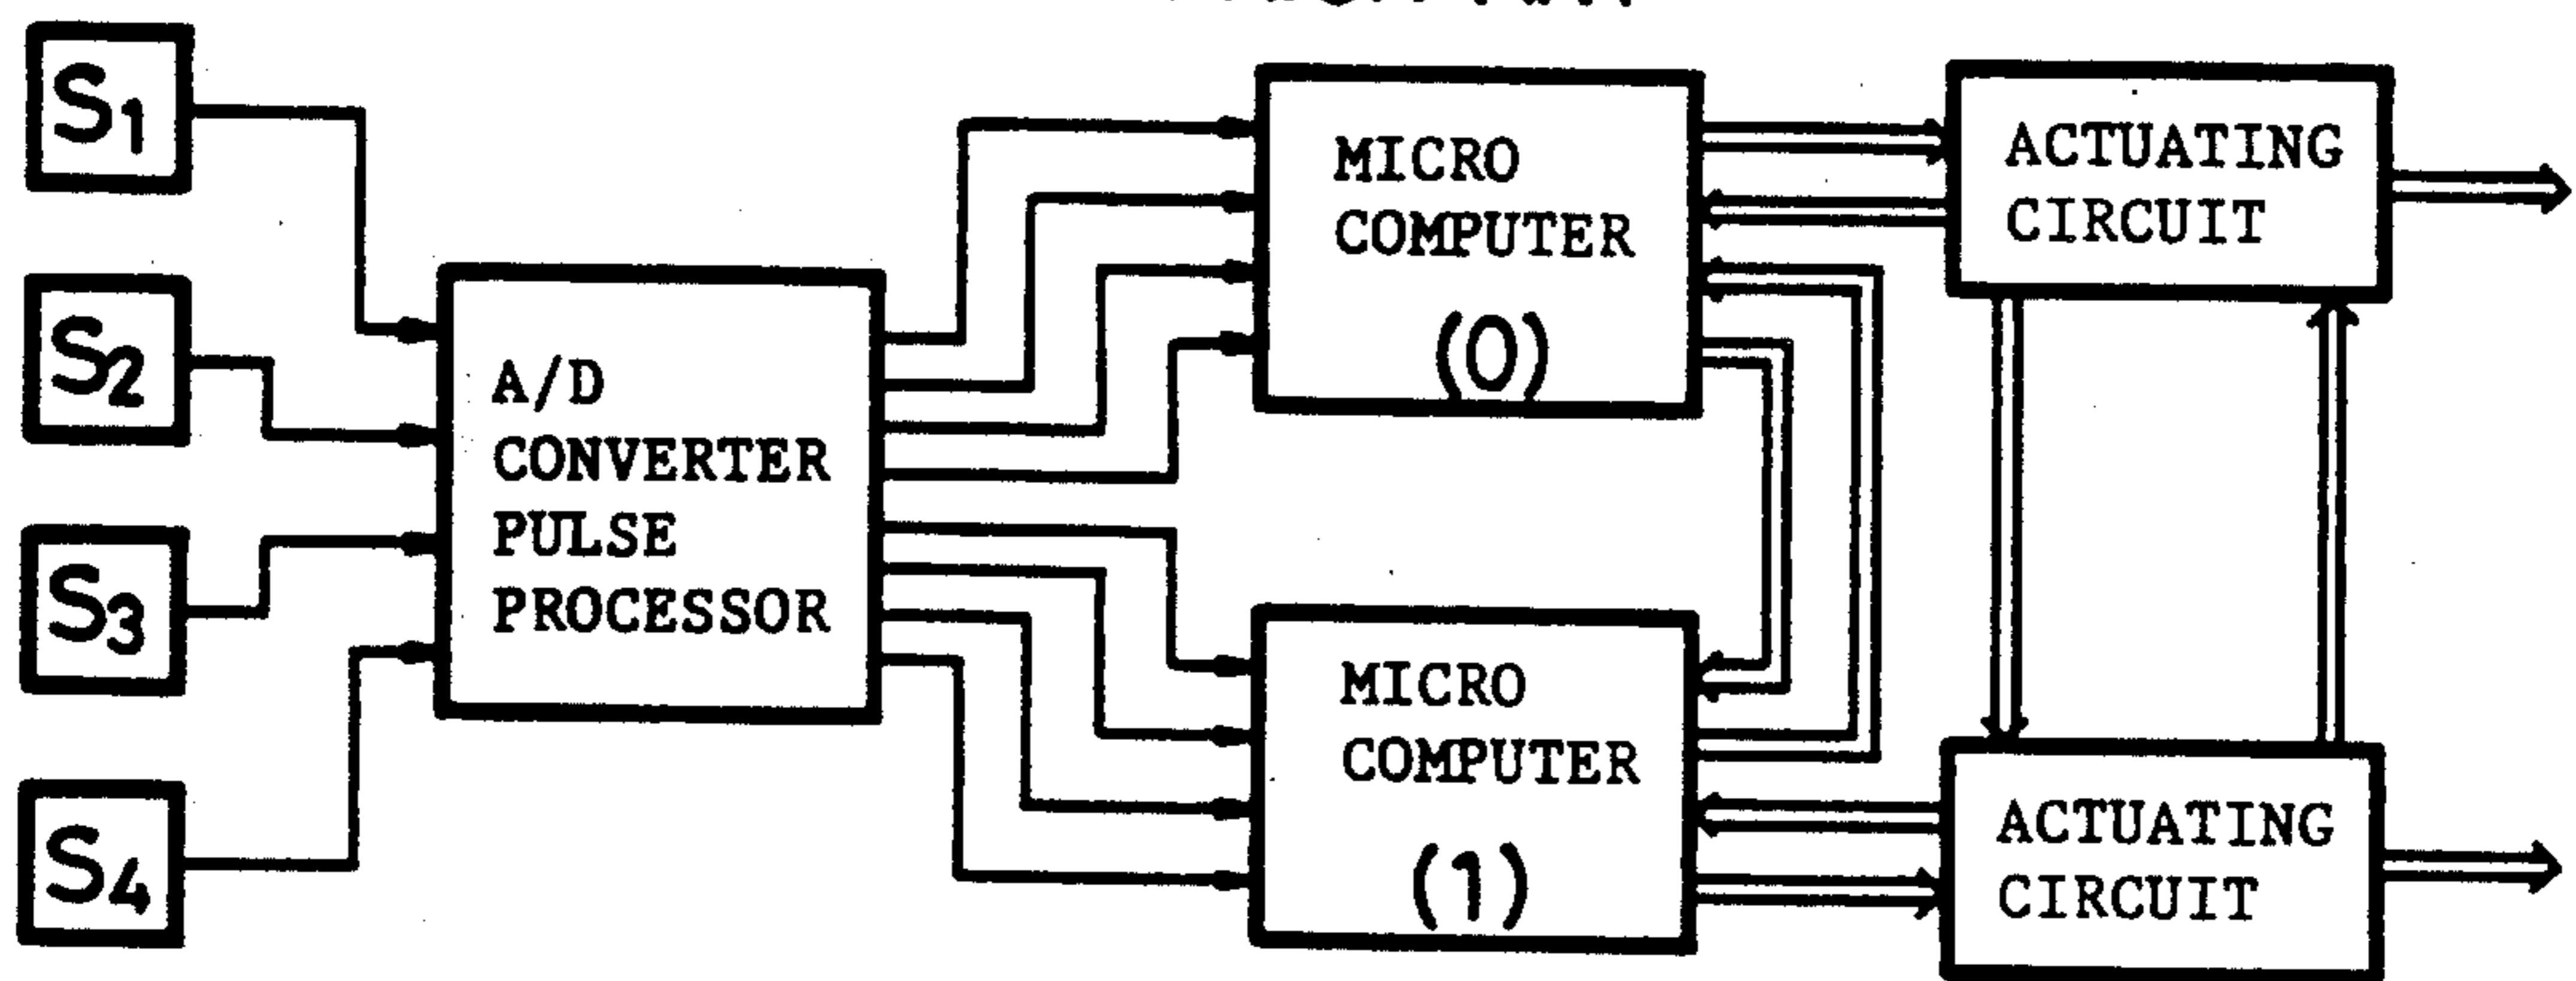 S1
S2
S3
S4
A/D
CONVERTER
PULSE
PROCESSOR
MICRO
COMPUTER
(0)
MICRO
COMPUTER
(1)
ACTUATING
CIRCUIT
ACTUATING
CIRCUIT